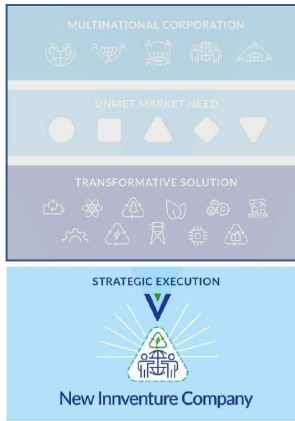 MULTINATIONAL CORPORATION
UNMET MARKET NEED
TRANSFORMATIVE SOLUTION
STRATEGIC EXECUTION
New Innventure Company